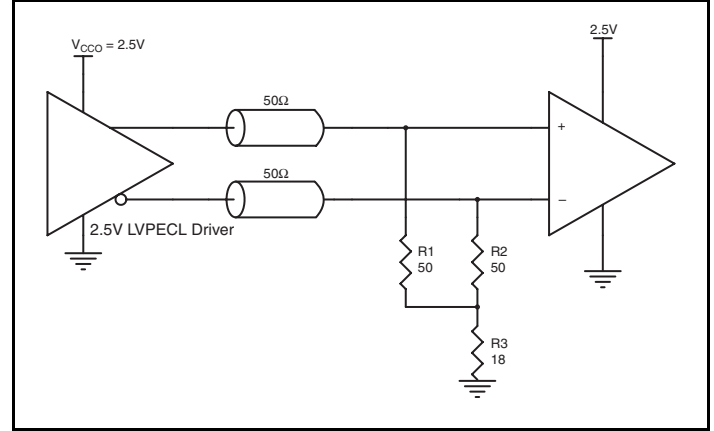 2.5V
V_CCO = 2.5V
50Ω
+
50Ω
–
2.5V LVPECL Driver
R1
50
R2
50
R3
18